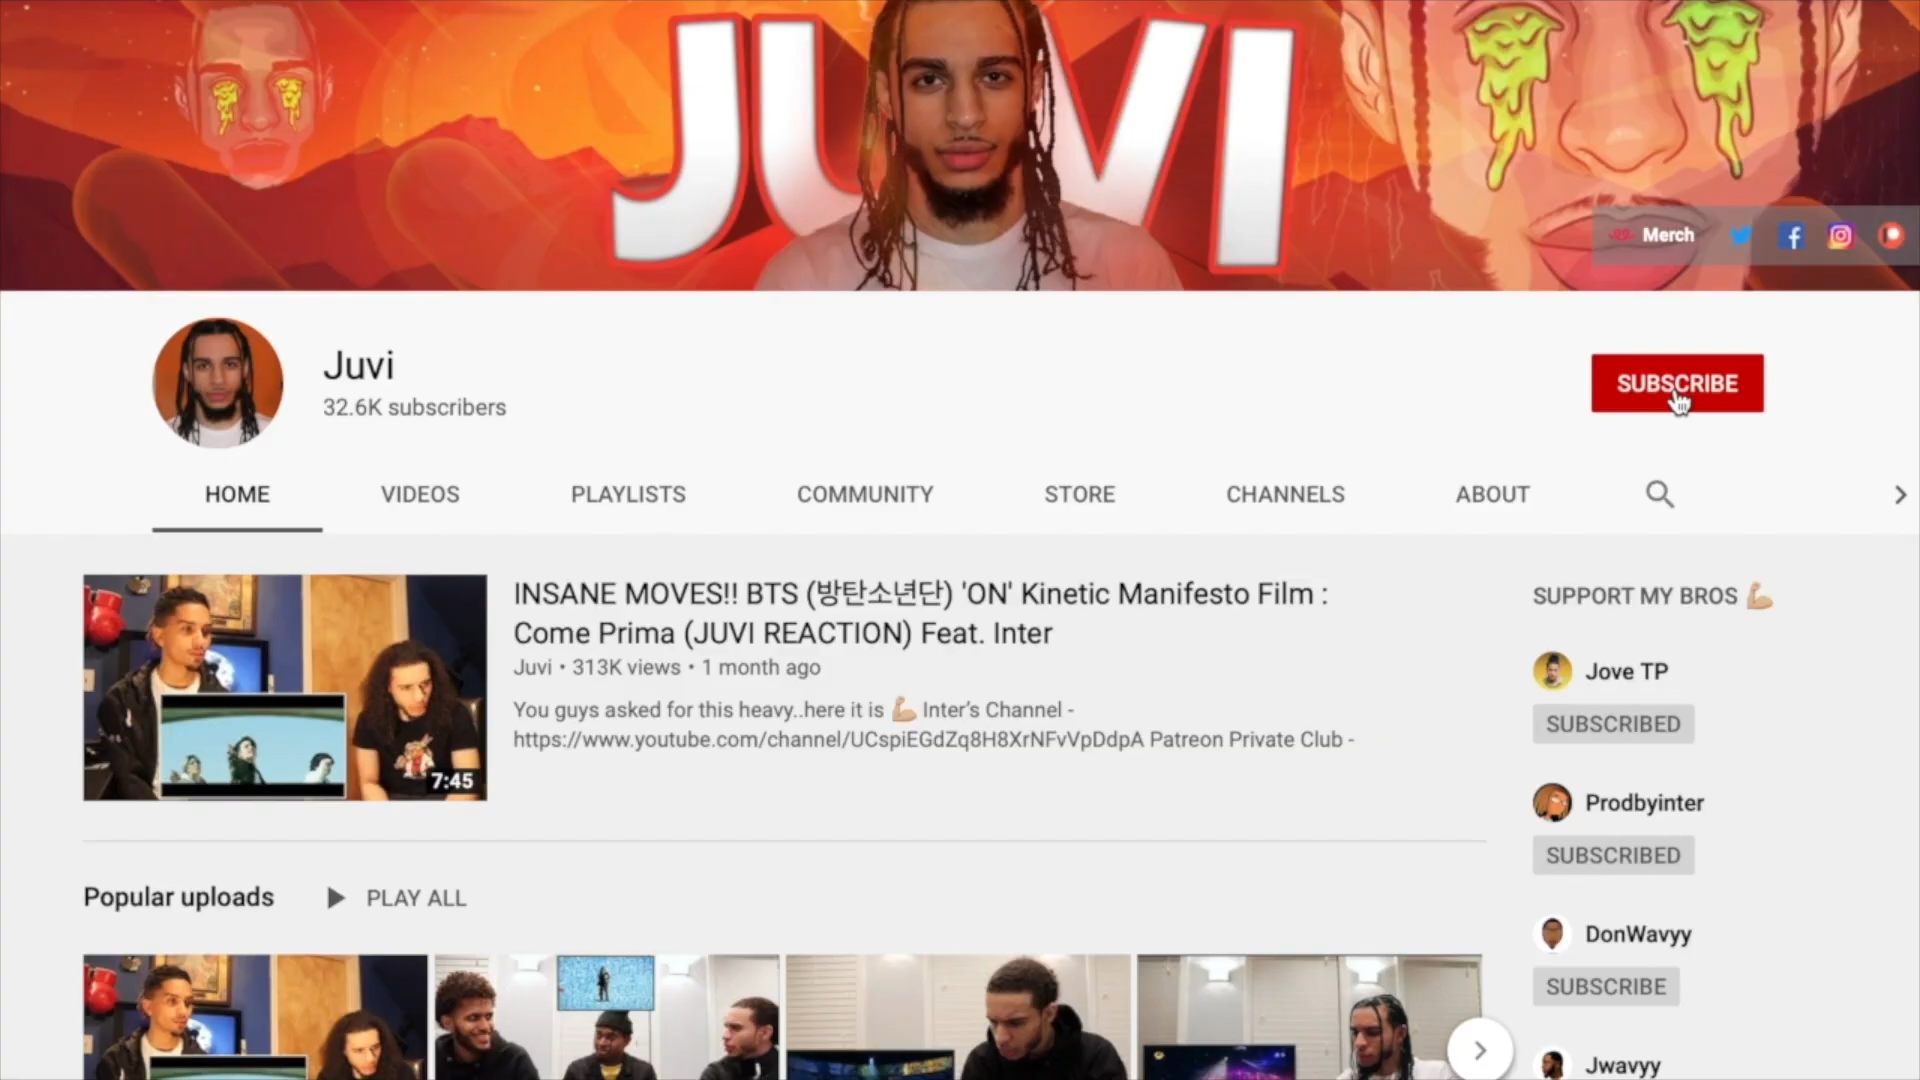 JUVI
Merch
Juvi
32.6K subscribers
SUBSCRIBE
HOME VIDEOS PLAYLISTS COMMUNITY STORE CHANNELS ABOUT
INSANE MOVES!! BTS (방탄소년단) 'ON' Kinetic Manifesto Film :
Come Prima (JUVI REACTION) Feat. Inter
Juvi • 313K views • 1 month ago
You guys asked for this heavy..here it is 💪🏼 Inter’s Channel -
https://www.youtube.com/channel/UCspiEGdZq8H8XrNFvVpDdpA Patreon Private Club -
7:45
SUPPORT MY BROS 💪🏼
Jove TP
SUBSCRIBED
Prodbyinter
SUBSCRIBED
DonWavyy
SUBSCRIBE
Jwavyy
Popular uploads PLAY ALL